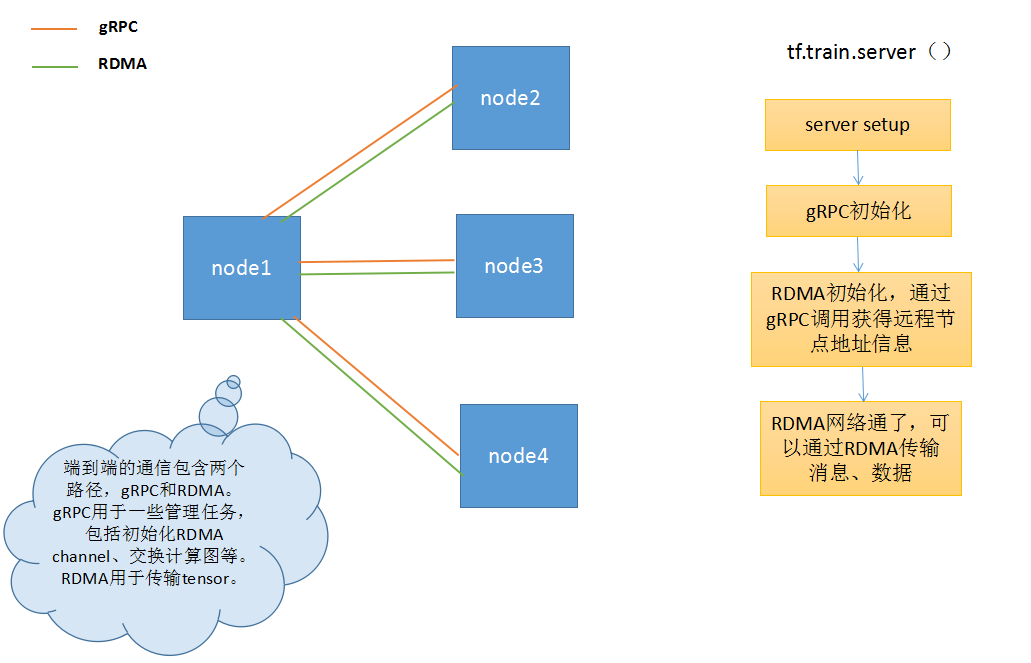 gRPC
RDMA
node1
node2
node3
node4
端到端的通信包含两个
路径，gRPC和RDMA。
gRPC用于一些管理任务，
包括初始化RDMA
channel、交换计算图等。
RDMA用于传输tensor。
tf.train.server（）
server setup
gRPC初始化
RDMA初始化，通过
gRPC调用获得远程节
点地址信息
RDMA网络通了，可
以通过RDMA传输
消息、数据